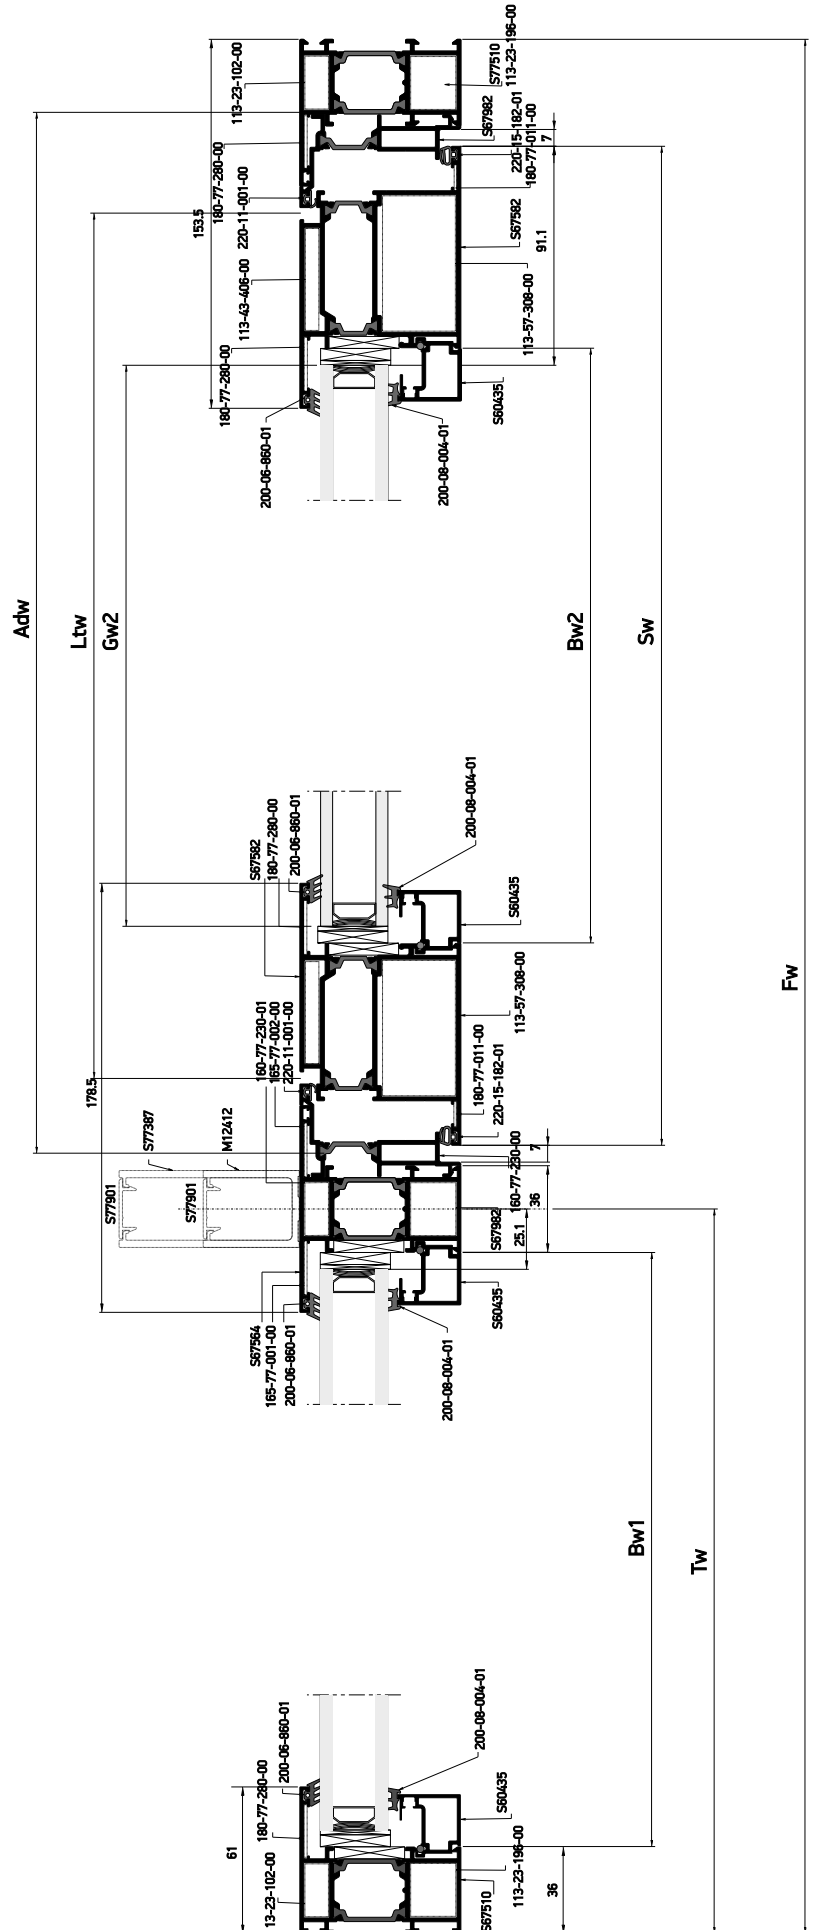 113-23-102-00
S77510
113-23-196-00
S67982
220-15-182-01
180-77-011-00
7
180-77-280-00
220-11-001-00
153.5
S67582
91.1
113-43-406-00
113-57-308-00
180-77-280-00
S60435
200-06-860-01
200-08-004-01
Adw
Ltw
Gw2
Bw2
Sw
Fw
200-08-004-01
S67582
180-77-280-00
200-06-860-01
S60435
113-57-308-00
160-77-230-01
165-77-002-00
220-11-001-00
178.5
180-77-011-00
220-15-182-01
S77387
M12412
S77901
S77901
160-77-230-00
7
36
S67982
25.1
S60435
S67564
165-77-001-00
200-06-860-01
200-08-004-01
Bw1
Tw
200-06-860-01
180-77-280-00
200-08-004-01
S60435
61
13-23-102-00
113-23-196-00
S67510
36